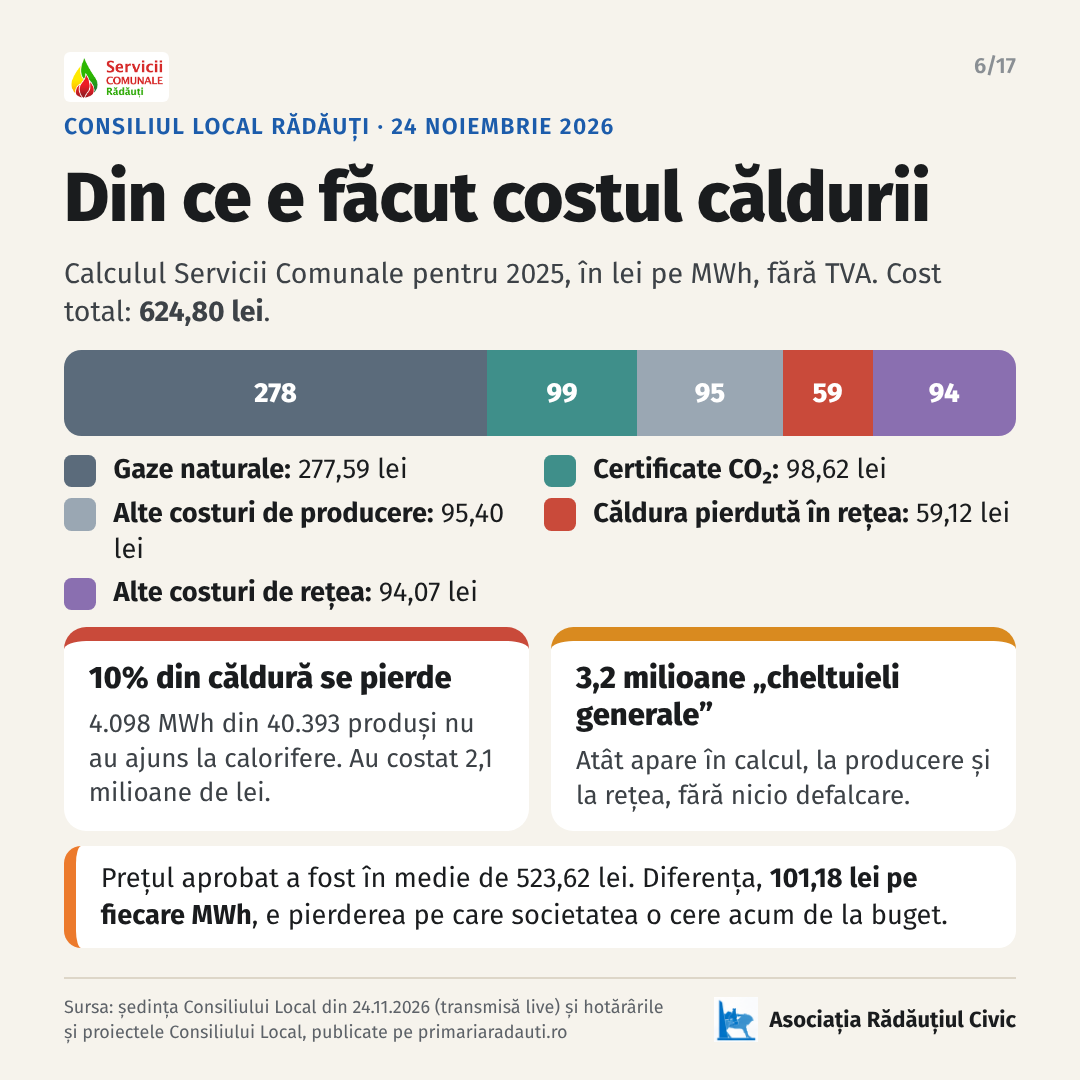 Servicii
COMUNALE
Rădăuți
6/17
CONSILIUL LOCAL RĂDĂUȚI · 24 NOIEMBRIE 2026
Din ce e făcut costul căldurii
Calculul Servicii Comunale pentru 2025, în lei pe MWh, fără TVA. Cost
total: 624,80 lei.
278 99 95 59 94
Gaze naturale: 277,59 lei
Certificate CO₂: 98,62 lei
Alte costuri de producere: 95,40
lei
Căldura pierdută în rețea: 59,12 lei
Alte costuri de rețea: 94,07 lei
10% din căldură se pierde
4.098 MWh din 40.393 produși nu
au ajuns la calorifere. Au costat 2,1
milioane de lei.
3,2 milioane „cheltuieli
generale”
Atât apare în calcul, la producere și
la rețea, fără nicio defalcare.
Prețul aprobat a fost în medie de 523,62 lei. Diferența, 101,18 lei pe
fiecare MWh, e pierderea pe care societatea o cere acum de la buget.
Sursa: ședința Consiliului Local din 24.11.2026 (transmisă live) și hotărârile
și proiectele Consiliului Local, publicate pe primariaradauti.ro
Asociația Rădăuțiul Civic